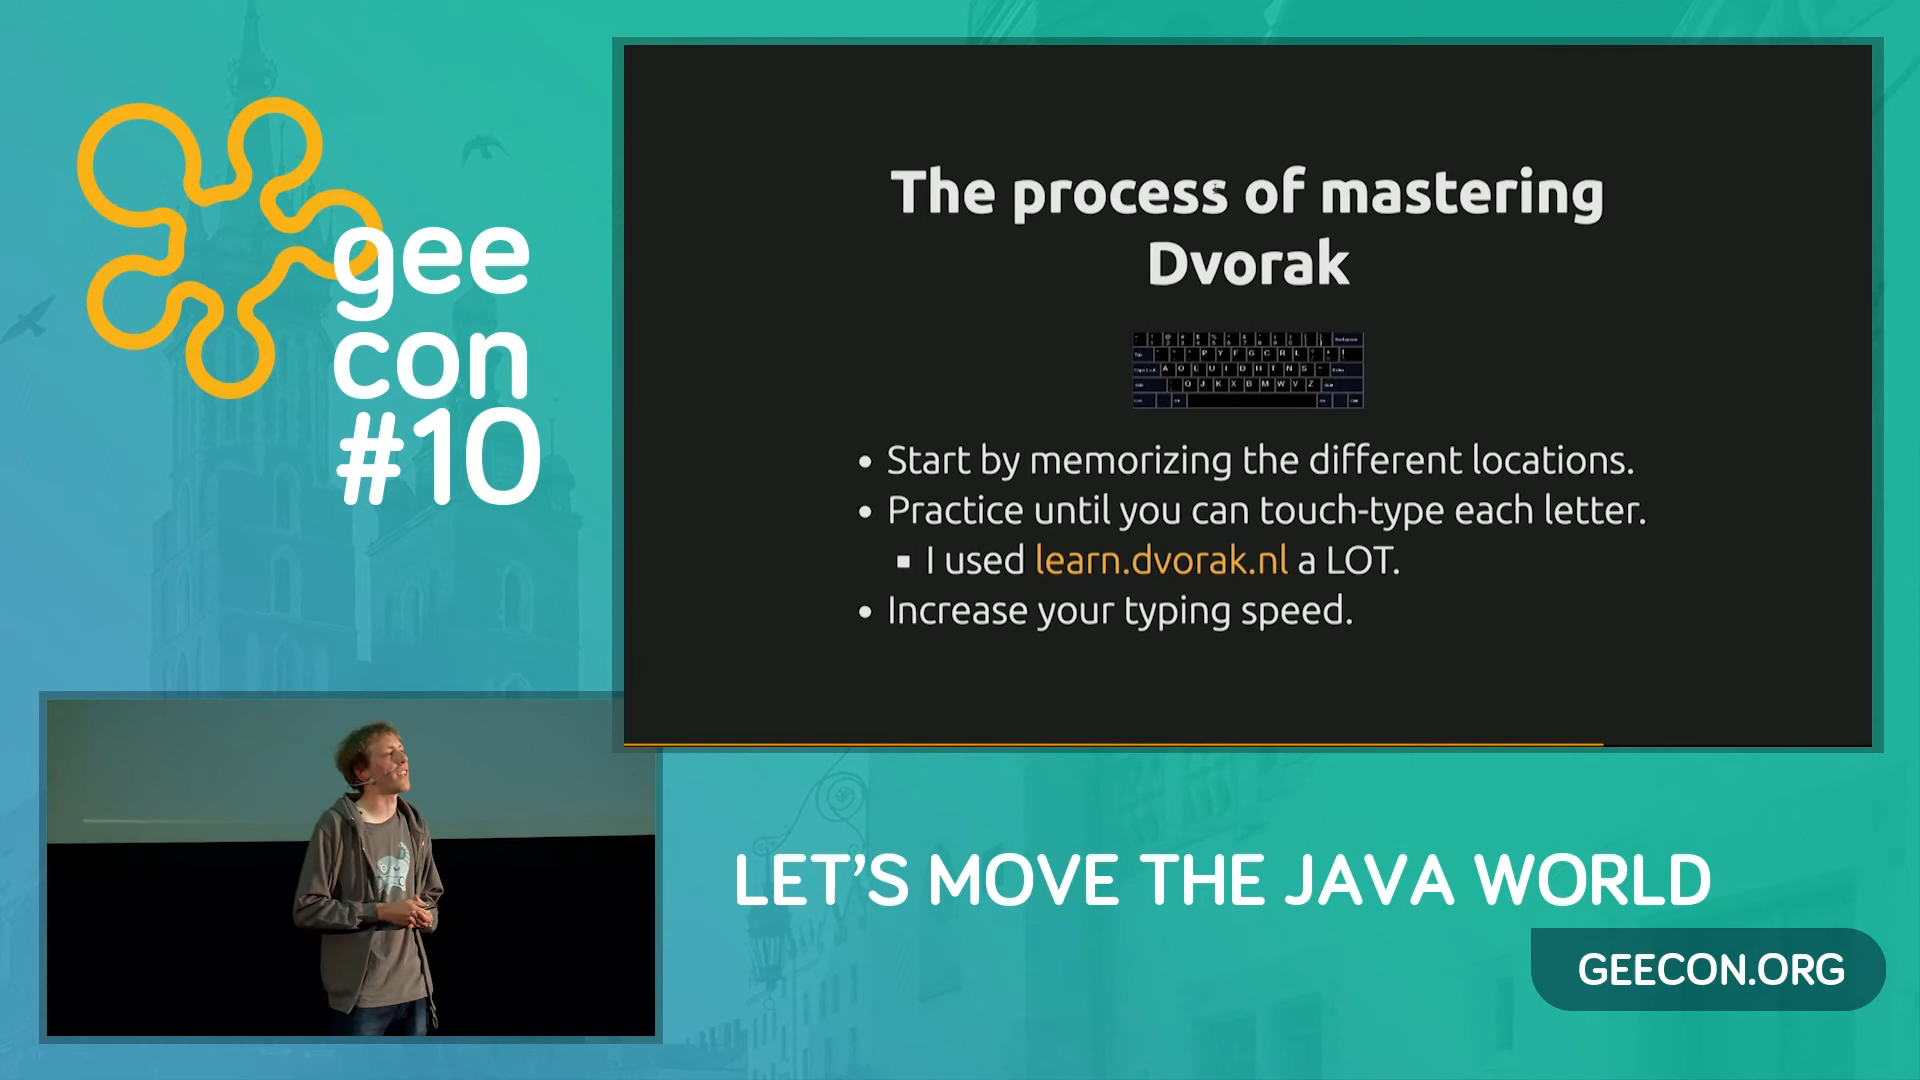 gee
con
#10
The process of mastering
Dvorak
• Start by memorizing the different locations.
• Practice until you can touch-type each letter.
▪ I used learn.dvorak.nl a LOT.
• Increase your typing speed.
LET'S MOVE THE JAVA WORLD
GEECON.ORG